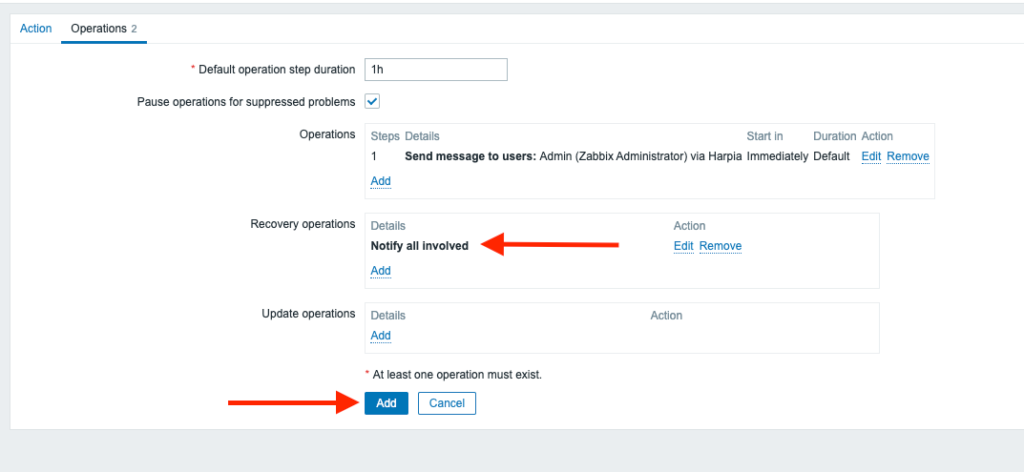 Action Operations 2
* Default operation step duration 1h
Pause operations for suppressed problems
Operations Steps Details Start in Duration Action
1 Send message to users: Admin (Zabbix Administrator) via Harpia Immediately Default Edit Remove
Add
Recovery operations Details Action
Notify all involved Edit Remove
Add
Update operations Details Action
Add
* At least one operation must exist.
Add Cancel